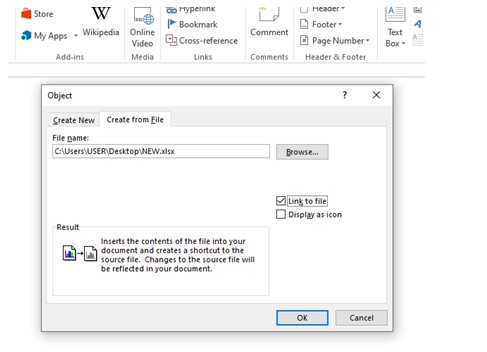 Store
My Apps
Add-ins
Wikipedia
Online
Video
Media
Hyperlink
Bookmark
Cross-reference
Links
Comment
Comments
Header
Footer
Page Number
Header & Footer
Text
Box
Object
?
Create New
Create from File
File name:
C:\Users\USER\Desktop\NEW.xlsx
Browse...
Link to file
Display as icon
Result
Inserts the contents of the file into your
document and creates a shortcut to the
source file. Changes to the source file will
be reflected in your document.
OK
Cancel